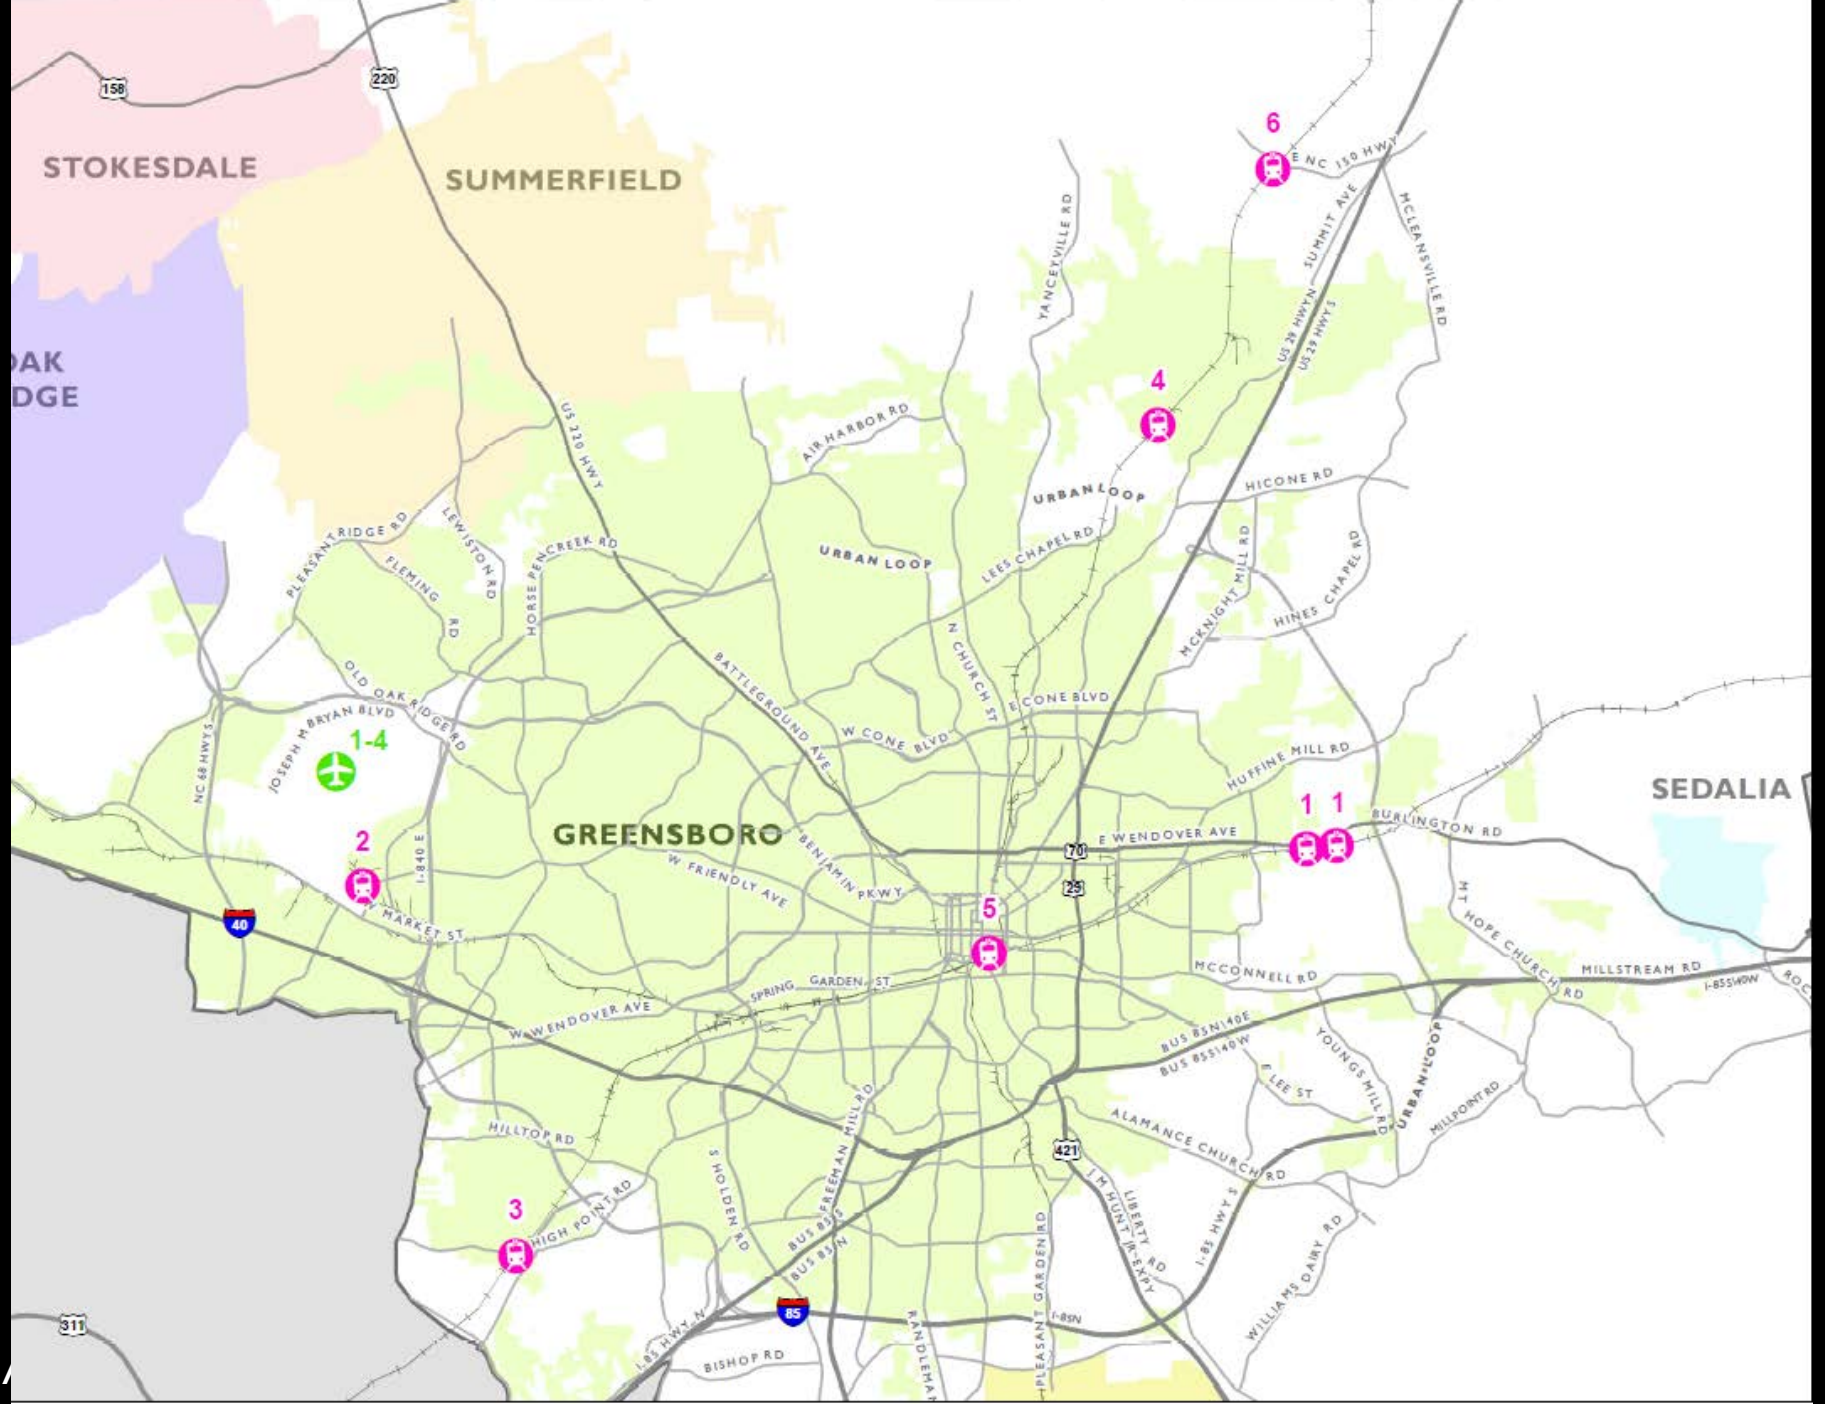 158
220
STOKESDALE
SUMMERFIELD
6
E NC 150 HWY
SUMMIT AVE
MCLEANSVILLE RD
YANCEYVILLE RD
US 29 HWY N
US 29 HWY S
OAK
DGE
4
AIR HARBOR RD
US 220 HWY
URBAN LOOP
HICONE RD
PLEASANT RIDGE RD
LEWISTON RD
HORSE PEN CREEK RD
FLEMING
RD
URBAN LOOP
LEES CHAPEL RD
MCKNIGHT MILL RD
HINES CHAPEL RD
N CHURCH ST
OLD OAK RIDGE RD
BATTLEGROUND AVE
E CONE BLVD
JOSEPH M BRYAN BLVD
W CONE BLVD
1-4
NC 68 HWY S
HUFFINE MILL RD
SEDALIA
1
1
GREENSBORO
2
I-840 E
70
E WENDOVER AVE
BURLINGTON RD
W FRIENDLY AVE
BENJAMIN PKWY
29
5
40
W MARKET ST
MT HOPE CHURCH RD
MCCONNELL RD
MILLSTREAM RD
I-85S\40W
SPRING GARDEN ST
W WENDOVER AVE
BUS 85N\40E
BUS 85S\40W
YOUNGS MILL RD
URBAN LOOP
E LEE ST
MILLPOINT RD
FREEMAN MILL RD
ALAMANCE CHURCH RD
HILLTOP RD
421
S HOLDEN RD
3
HIGH POINT RD
BUS 85 S
BUS 85 N
J M HUNT JR EXPY
LIBERTY RD
I-85 HWY S
WILLIAMS DAIRY RD
PLEASANT GARDEN RD
311
85
I-85N
I-85 HWY N
BISHOP RD
RANDLEMAN